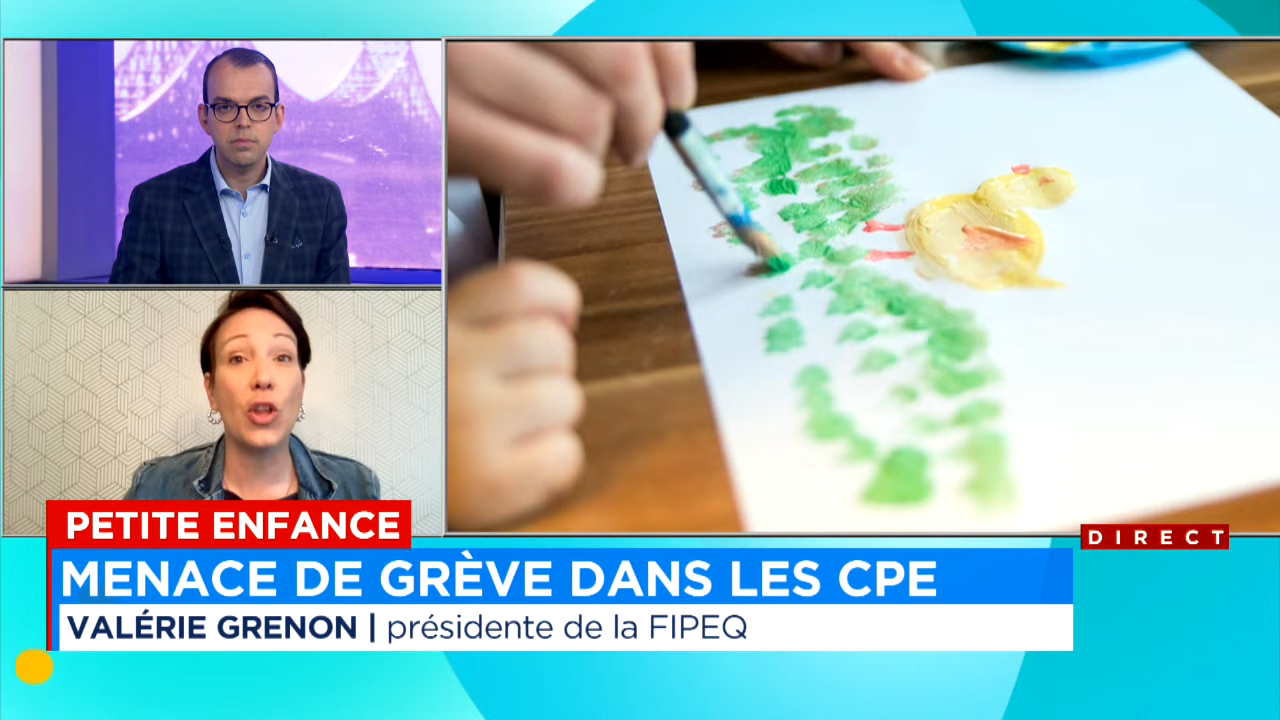 PETITE ENFANCE
DIRECT
MENACE DE GRÈVE DANS LES CPE
VALÉRIE GRENON | présidente de la FIPEQ